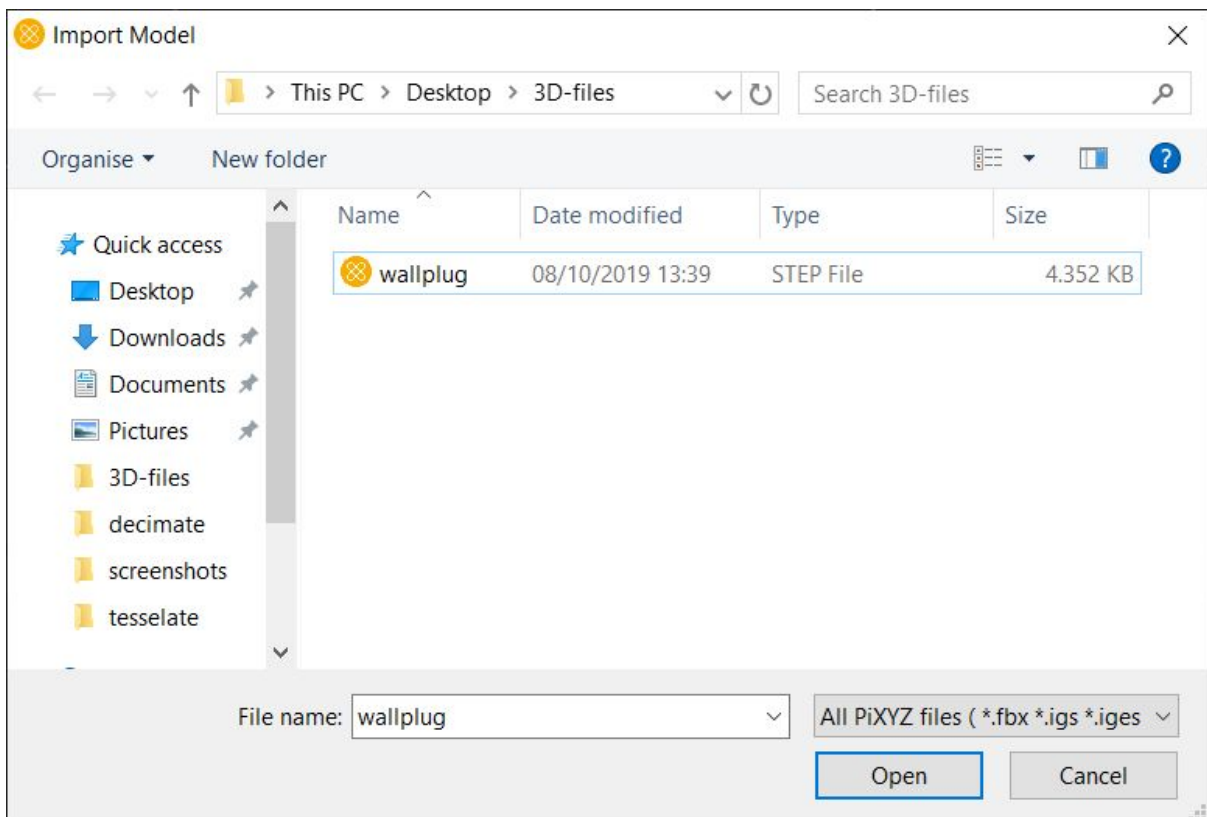 Import Model
This PC > Desktop > 3D-files
Search 3D-files
Organise
New folder
?
Name
Date modified
Type
Size
wallplug
08/10/2019 13:39
STEP File
4.352 KB
Quick access
Desktop
Downloads
Documents
Pictures
3D-files
decimate
screenshots
tesselate
File name:
wallplug
All PiXYZ files ( *.fbx *.igs *.iges
Open
Cancel